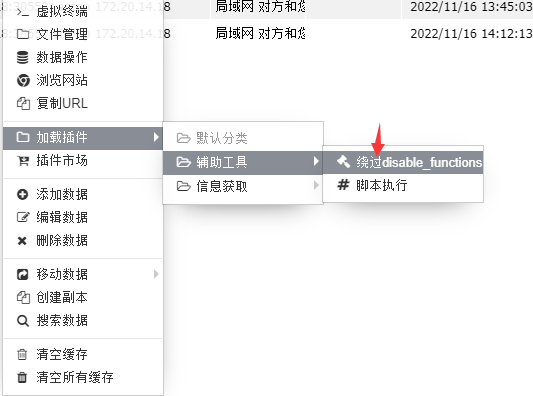 172.20.14.18 局域网 对方和您 2022/11/16 13:45:03
172.20.14.18 局域网 对方和您 2022/11/16 14:12:13
虚拟终端
文件管理
数据操作
浏览网站
复制URL
加载插件
插件市场
添加数据
编辑数据
删除数据
移动数据
创建副本
搜索数据
清空缓存
清空所有缓存
默认分类
辅助工具
信息获取
绕过disable_functions
脚本执行